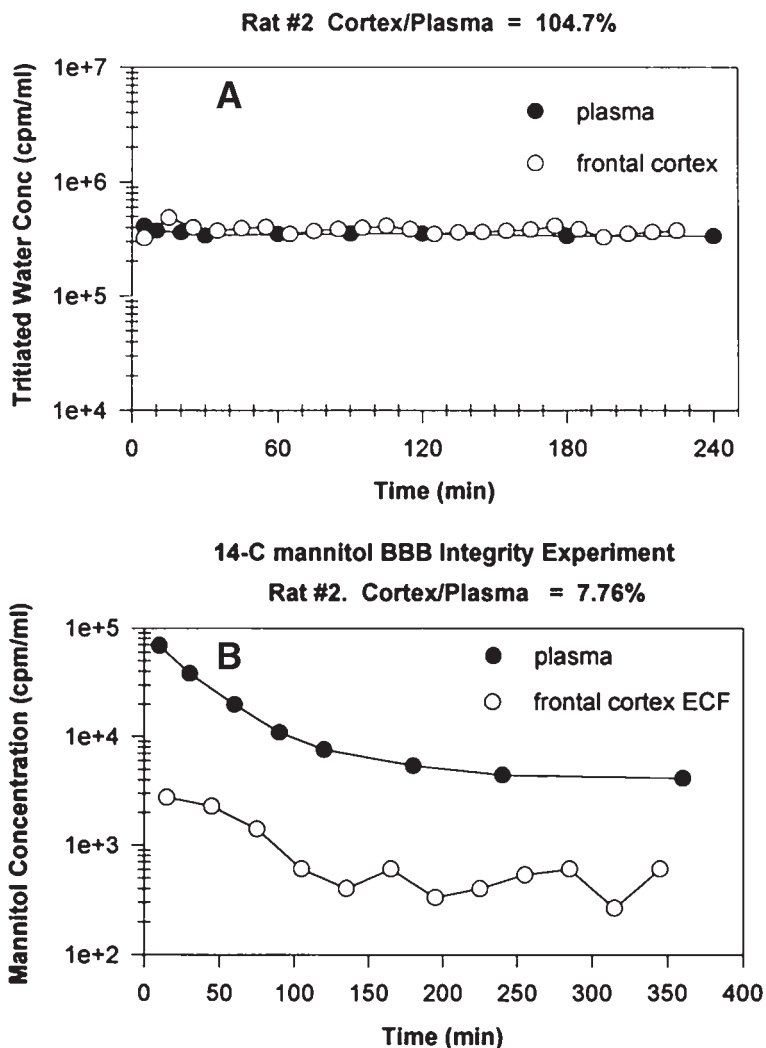 Rat #2 Cortex/Plasma = 104.7%
A
plasma
frontal cortex
Tritiated Water Conc (cpm/ml)
1e+7
1e+6
1e+5
1e+4
0 60 120 180 240
Time (min)
14-C mannitol BBB Integrity Experiment
Rat #2. Cortex/Plasma = 7.76%
B
plasma
frontal cortex ECF
Mannitol Concentration (cpm/ml)
1e+5
1e+4
1e+3
1e+2
0 50 100 150 200 250 300 350 400
Time (min)